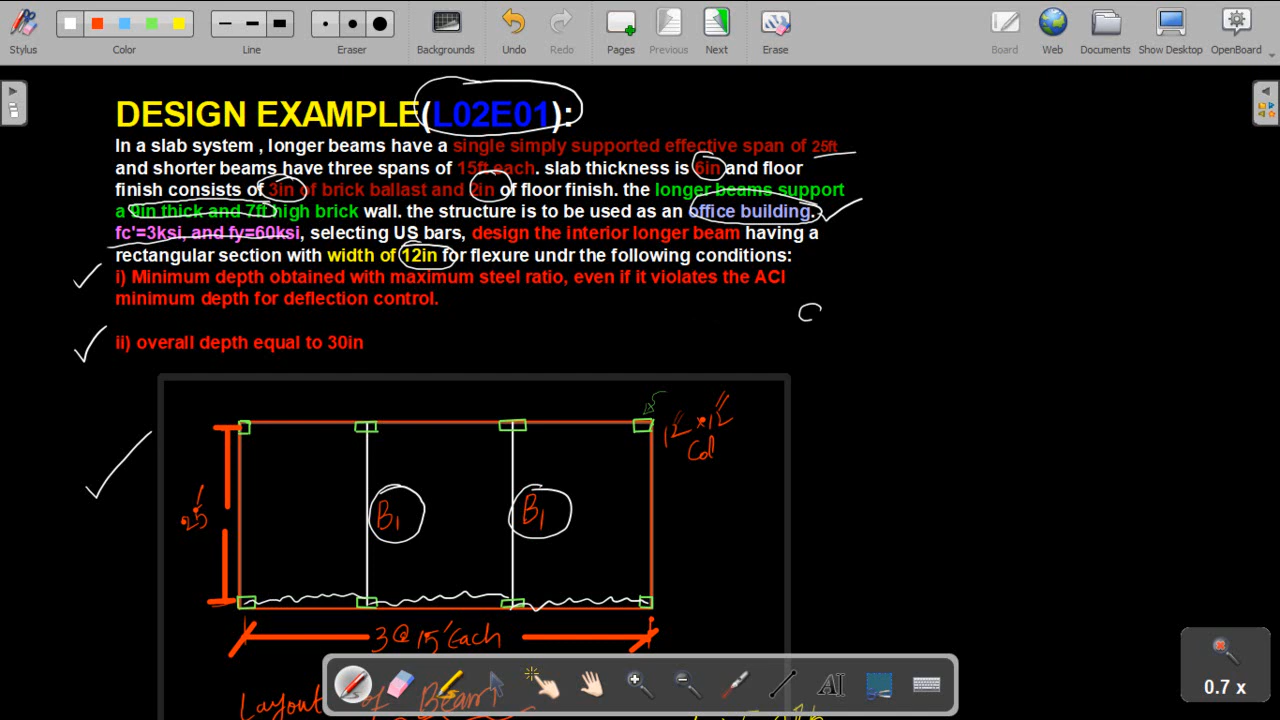 Stylus
Color
Line
Eraser
Backgrounds
Undo
Redo
Pages
Previous
Next
Erase
Board
Web
Documents
Show Desktop
OpenBoard
DESIGN EXAMPLE(L02E01):
In a slab system , longer beams have a single simply supported effective span of 25ft
and shorter beams have three spans of 15ft each. slab thickness is 6in and floor
finish consists of 3in of brick ballast and 2in of floor finish. the longer beams support
a 9in thick and 7ft high brick wall. the structure is to be used as an office building.
fc'=3ksi, and fy=60ksi, selecting US bars, design the interior longer beam having a
rectangular section with width of 12in for flexure undr the following conditions:
i) Minimum depth obtained with maximum steel ratio, even if it violates the ACI
minimum depth for deflection control.
ii) overall depth equal to 30in
12" x 12"
Col
25'
B1
B1
3@15' Each
Layout of Beam
AI
0.7 x